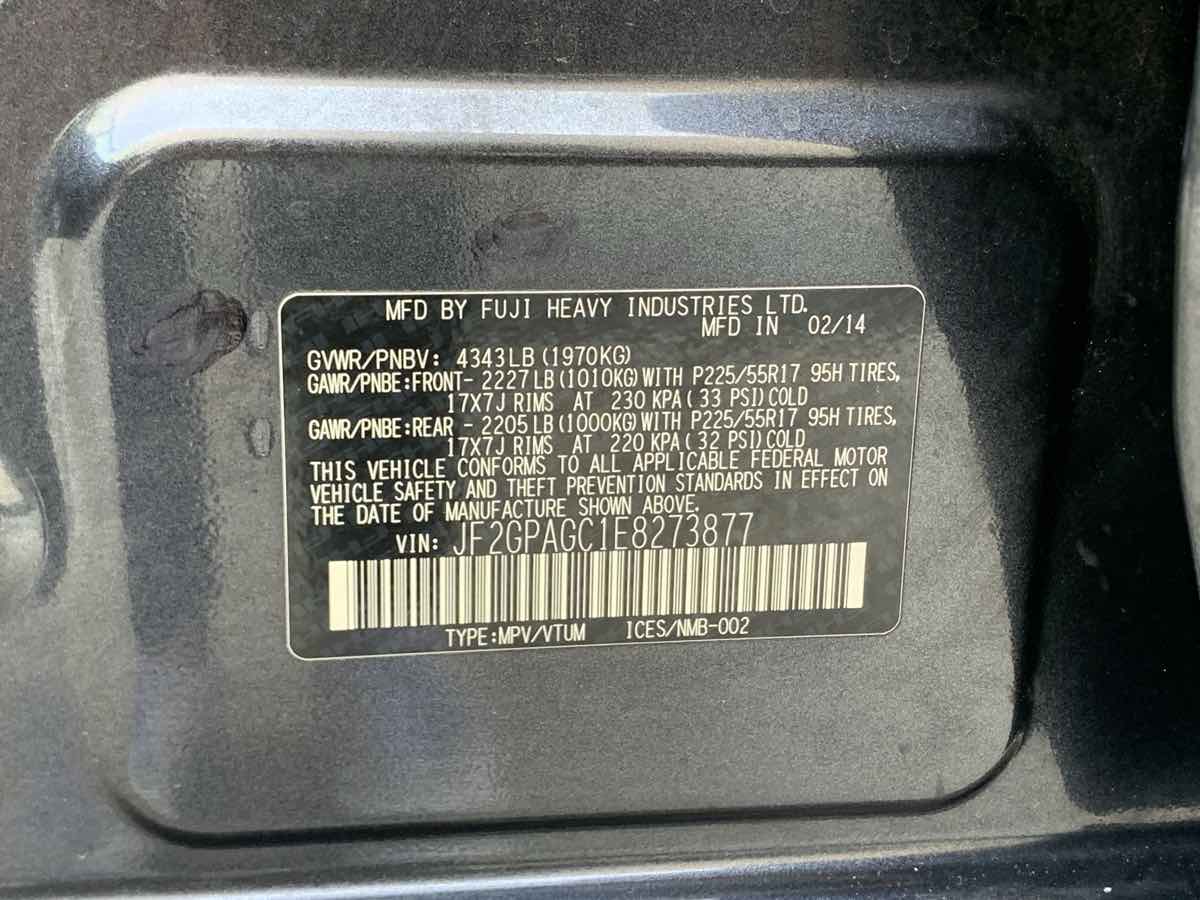 MFD BY FUJI HEAVY INDUSTRIES LTD.
MFD IN 02/14
GVWR/PNBV: 4343LB (1970KG)
GAWR/PNBE:FRONT- 2227LB (1010KG) WITH P225/55R17 95H TIRES,
17X7J RIMS AT 230 KPA ( 33 PSI) COLD
GAWR/PNBE:REAR - 2205LB (1000KG) WITH P225/55R17 95H TIRES,
17X7J RIMS AT 220 KPA ( 32 PSI) COLD
THIS VEHICLE CONFORMS TO ALL APPLICABLE FEDERAL MOTOR
VEHICLE SAFETY AND THEFT PREVENTION STANDARDS IN EFFECT ON
THE DATE OF MANUFACTURE SHOWN ABOVE.
VIN: JF2GPAGC1E8273877
TYPE:MPV/VTUM ICES/NMB-002